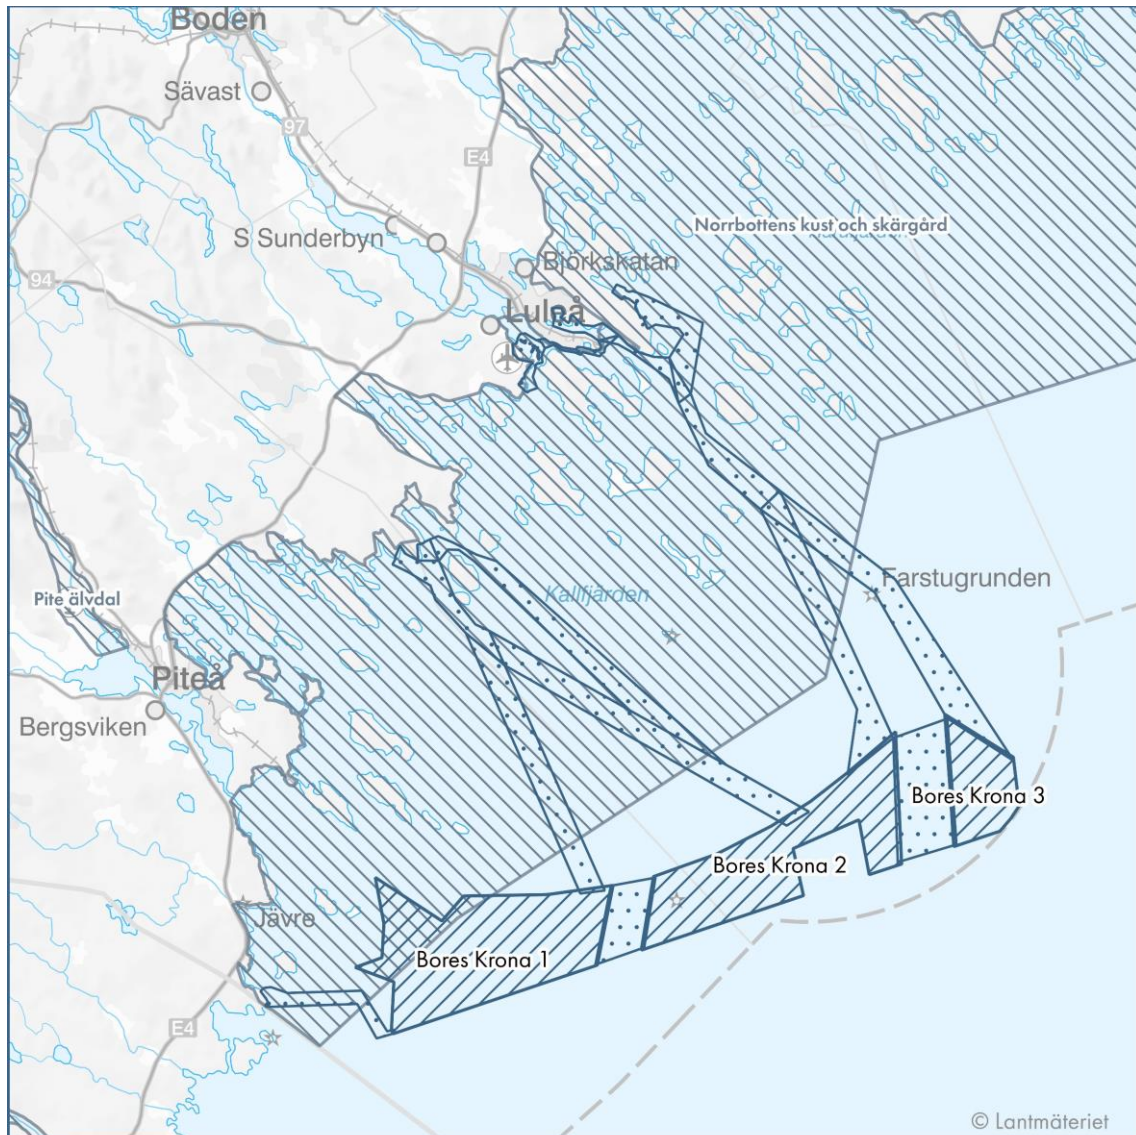 Boden
Sävast
97
E4
S Sunderbyn
Norrbottens kust och skärgård
Björkskatan
94
Luleå
Farstugrunden
Kallfjärden
Pite älvdal
Piteå
Bergsviken
Bores Krona 3
Bores Krona 2
Jävre
Bores Krona 1
E4
© Lantmäteriet